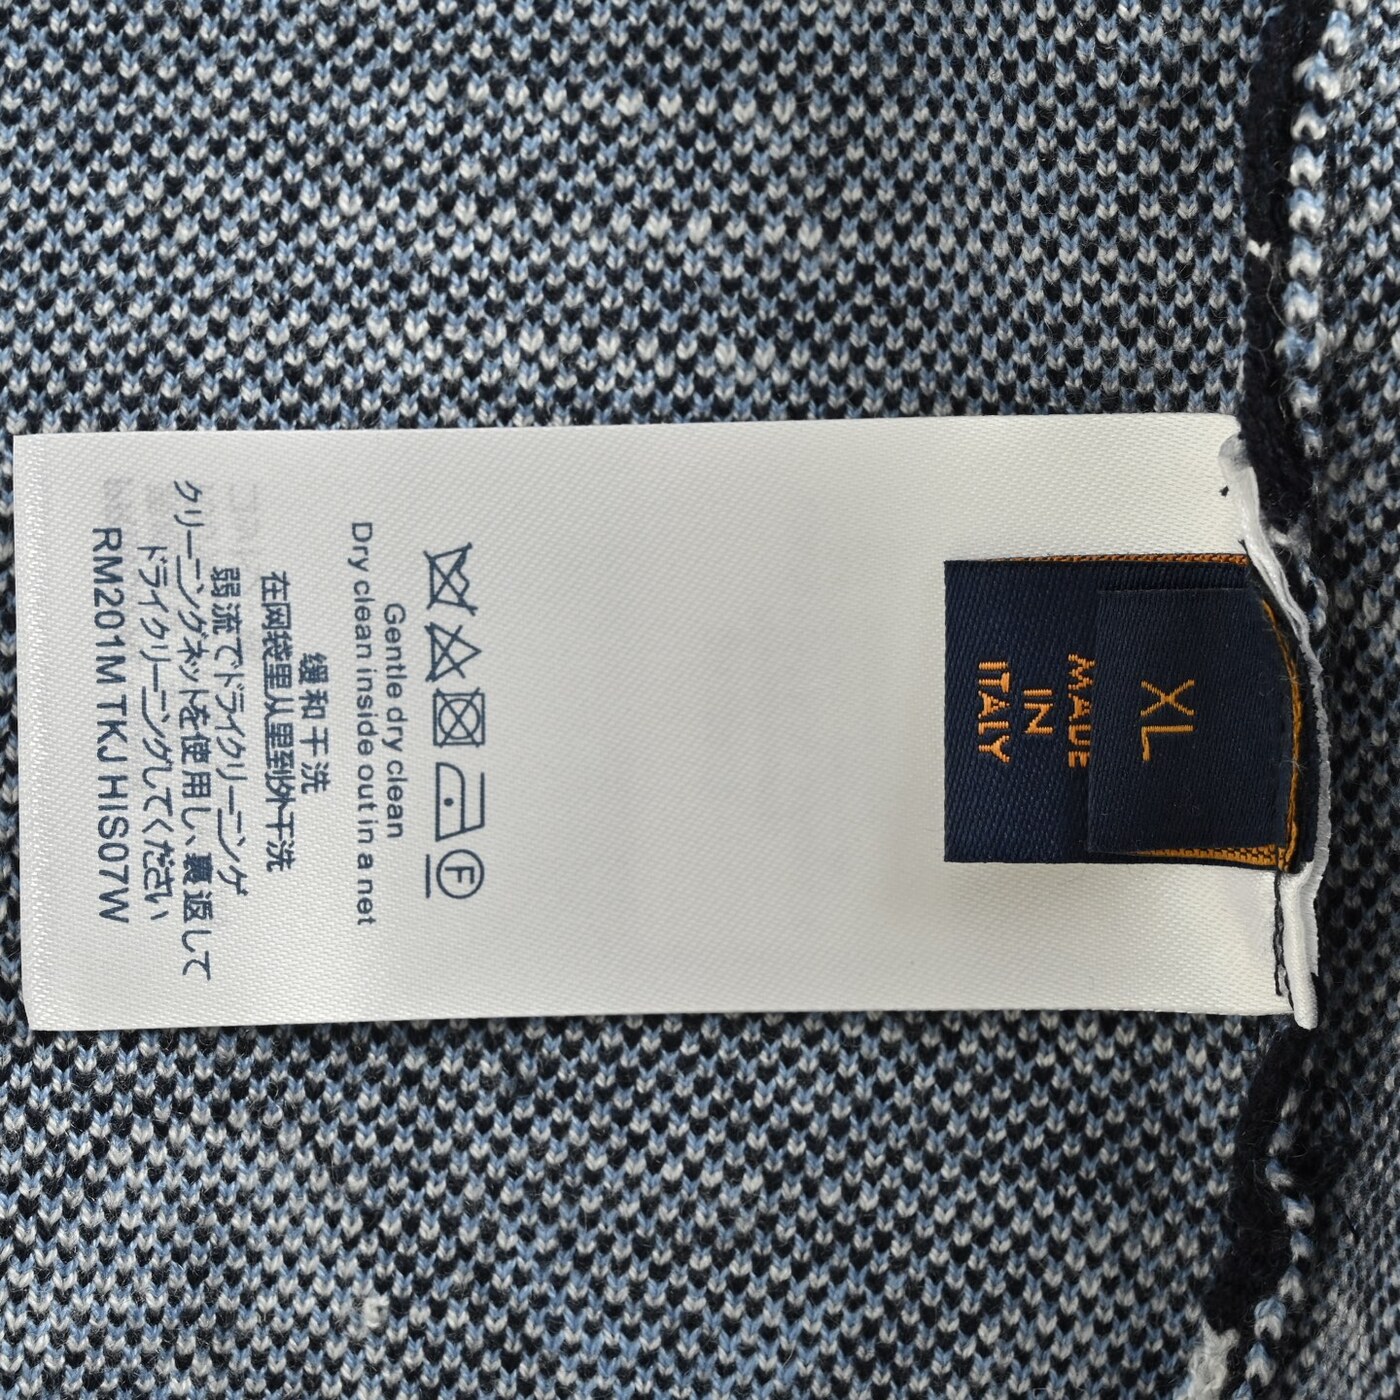 XL
MADE
IN
ITALY
F
Gentle dry clean
Dry clean inside out in a net
缓和干洗
在网袋里从里到外干洗
弱流でドライクリーニング
クリーニングネットを使用し、裏返して
ドライクリーニングしてください
RM201M TKJ HIS07W